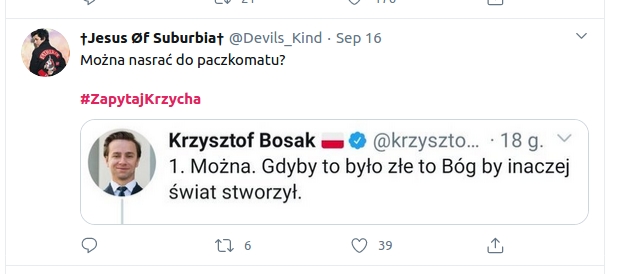 †Jesus Øf Suburbia† @Devils_Kind · Sep 16
Można nasrać do paczkomatu?
#ZapytajKrzycha
Krzysztof Bosak @krzyszto... · 18 g.
1. Można. Gdyby to było złe to Bóg by inaczej
świat stworzył.
6 39